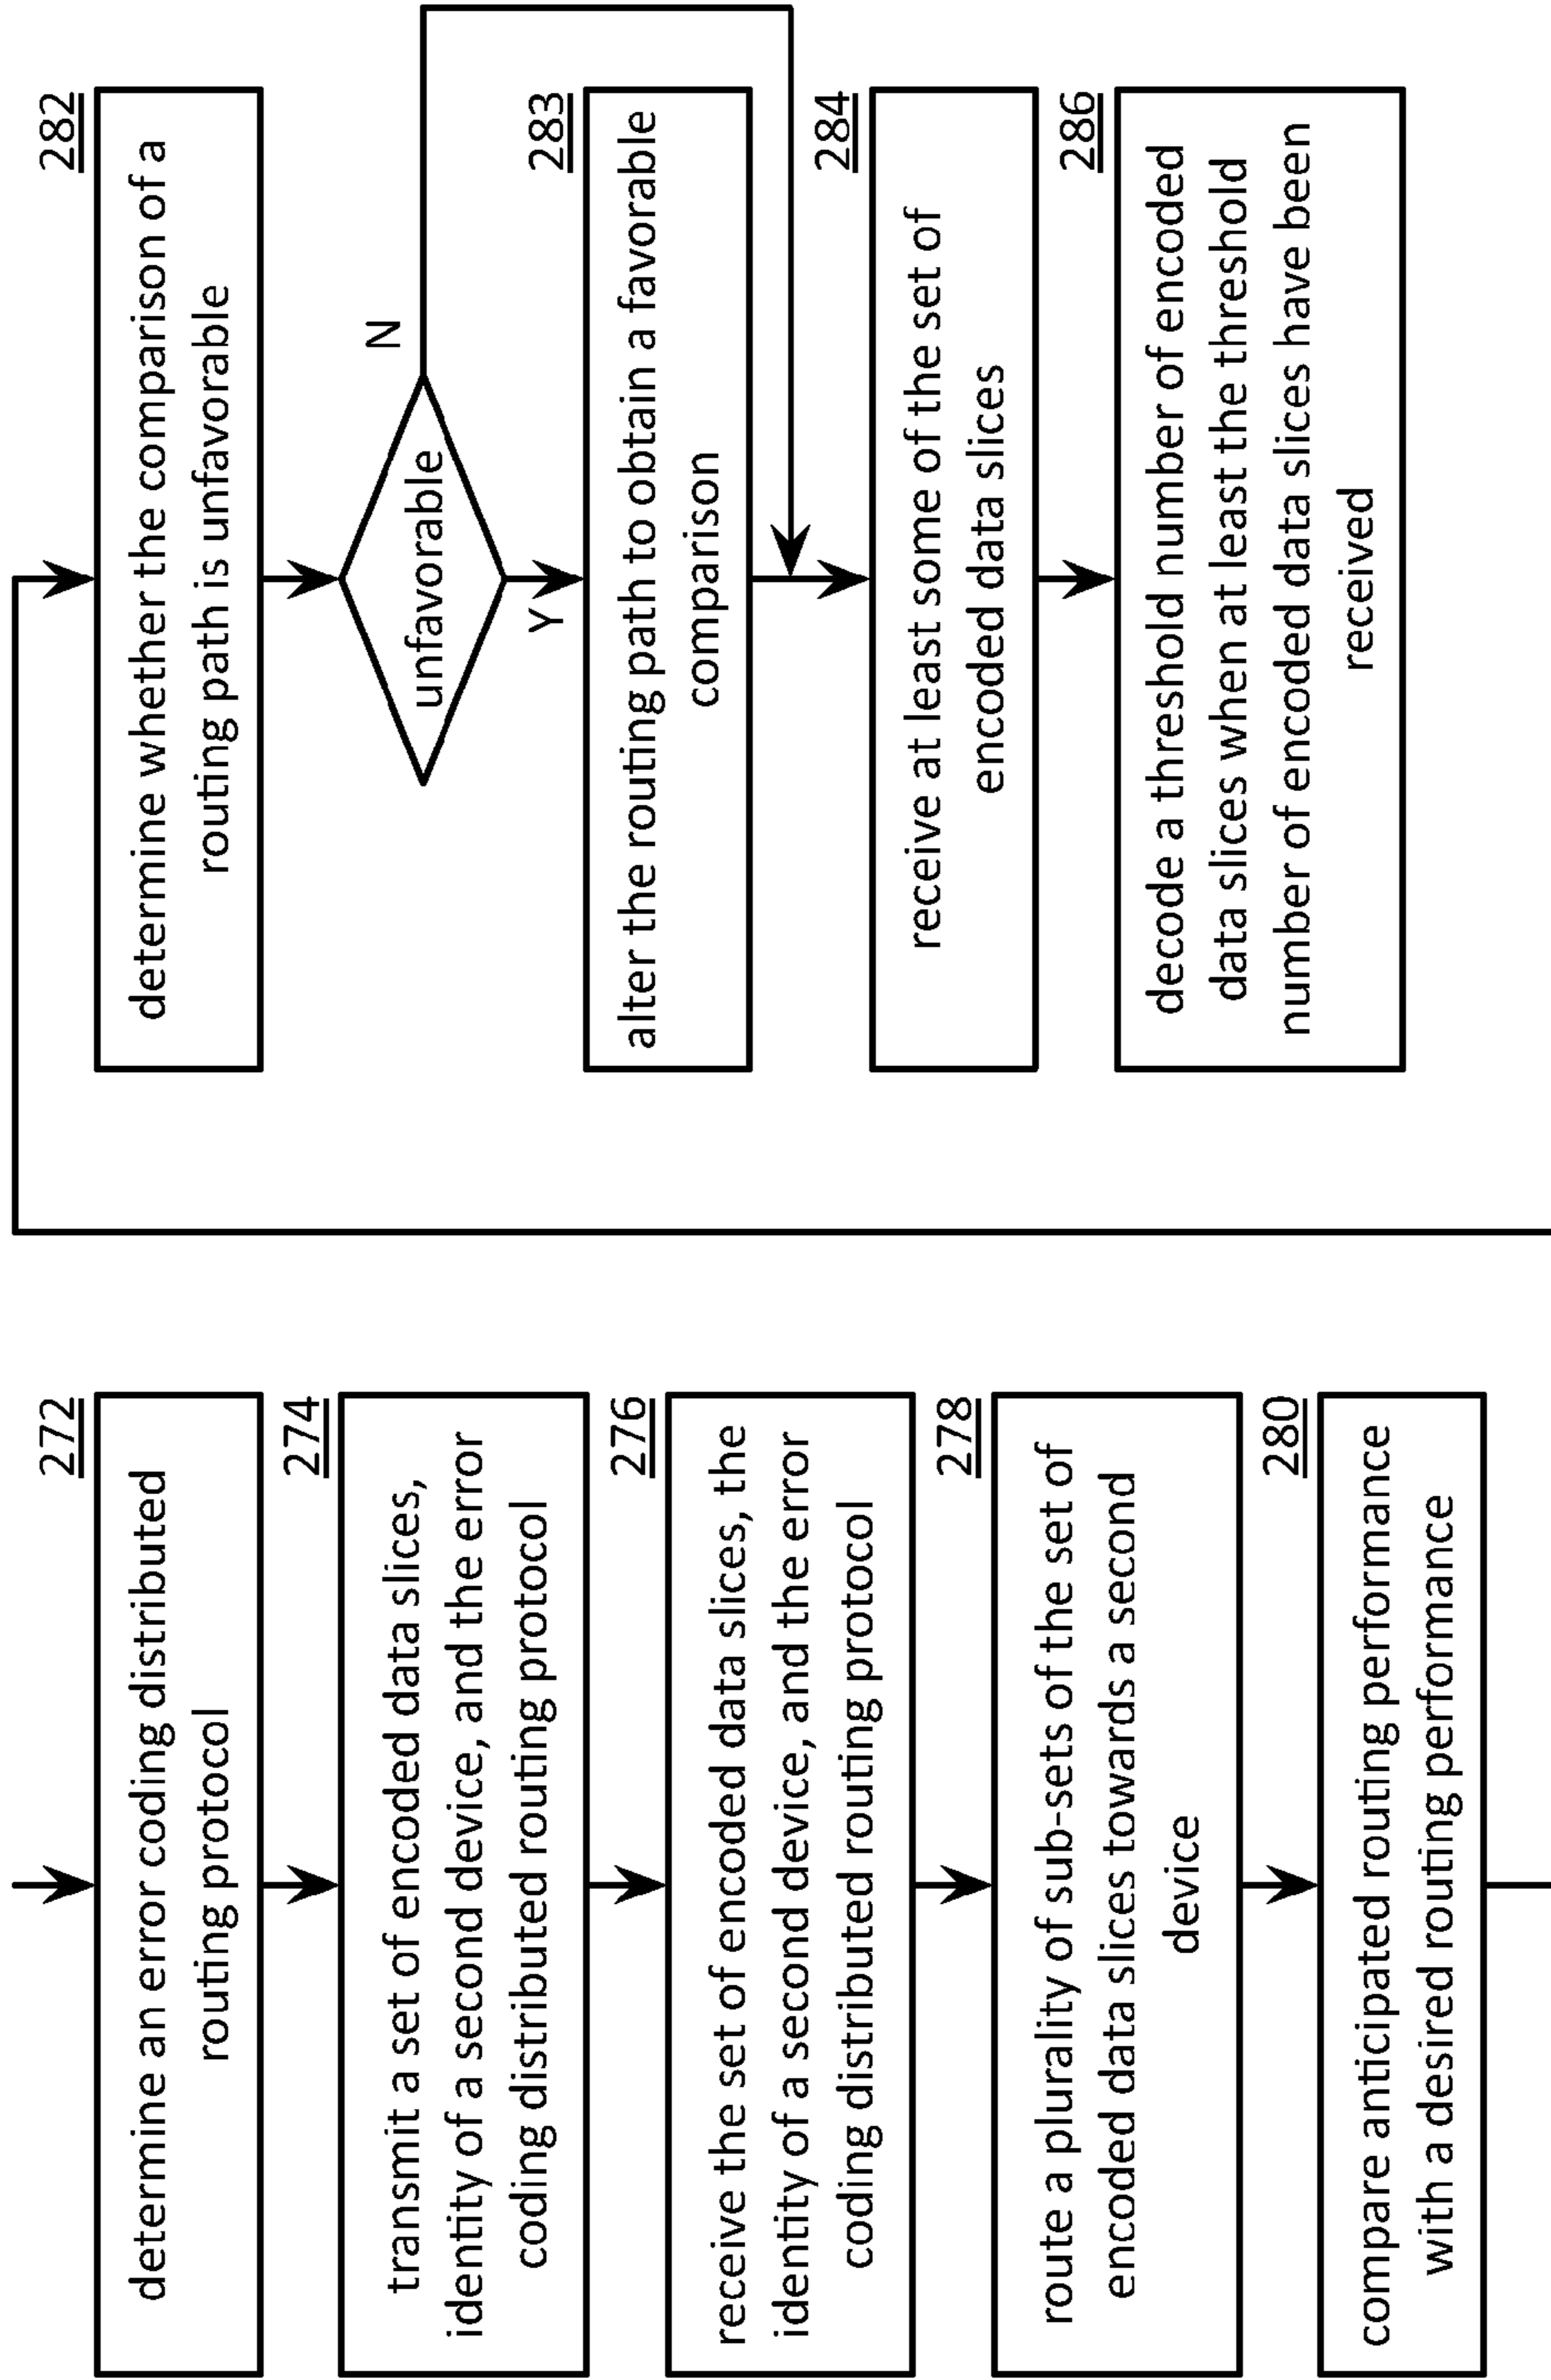 272
determine an error coding distributed
routing protocol
274
transmit a set of encoded data slices,
identity of a second device, and the error
coding distributed routing protocol
276
receive the set of encoded data slices, the
identity of a second device, and the error
coding distributed routing protocol
278
route a plurality of sub-sets of the set of
encoded data slices towards a second
device
280
compare anticipated routing performance
with a desired routing performance
282
determine whether the comparison of a
routing path is unfavorable
unfavorable
N
Y
283
alter the routing path to obtain a favorable
comparison
284
receive at least some of the set of
encoded data slices
286
decode a threshold number of encoded
data slices when at least the threshold
number of encoded data slices have been
received